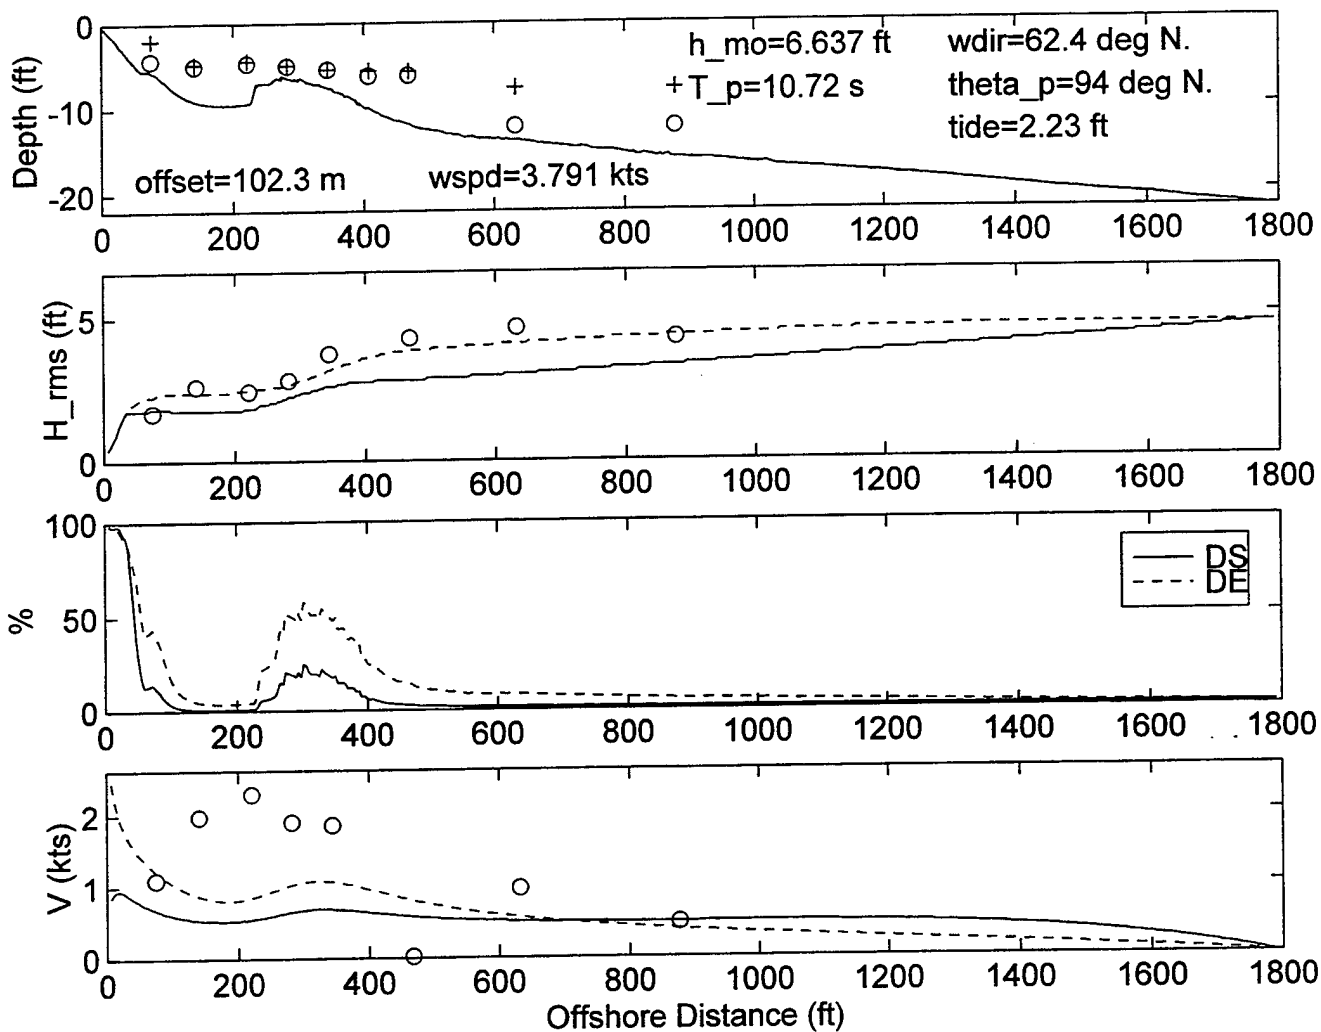 h_mo=6.637 ft
wdir=62.4 deg N.
T_p=10.72 s
theta_p=94 deg N.
tide=2.23 ft
offset=102.3 m
wspd=3.791 kts
Depth (ft)
0
-10
-20
0 200 400 600 800 1000 1200 1400 1600 1800
H_rms (ft)
5
0
0 200 400 600 800 1000 1200 1400 1600 1800
%
100
50
0
DS
DE
0 200 400 600 800 1000 1200 1400 1600 1800
V (kts)
2
1
0
0 200 400 600 800 1000 1200 1400 1600 1800
Offshore Distance (ft)